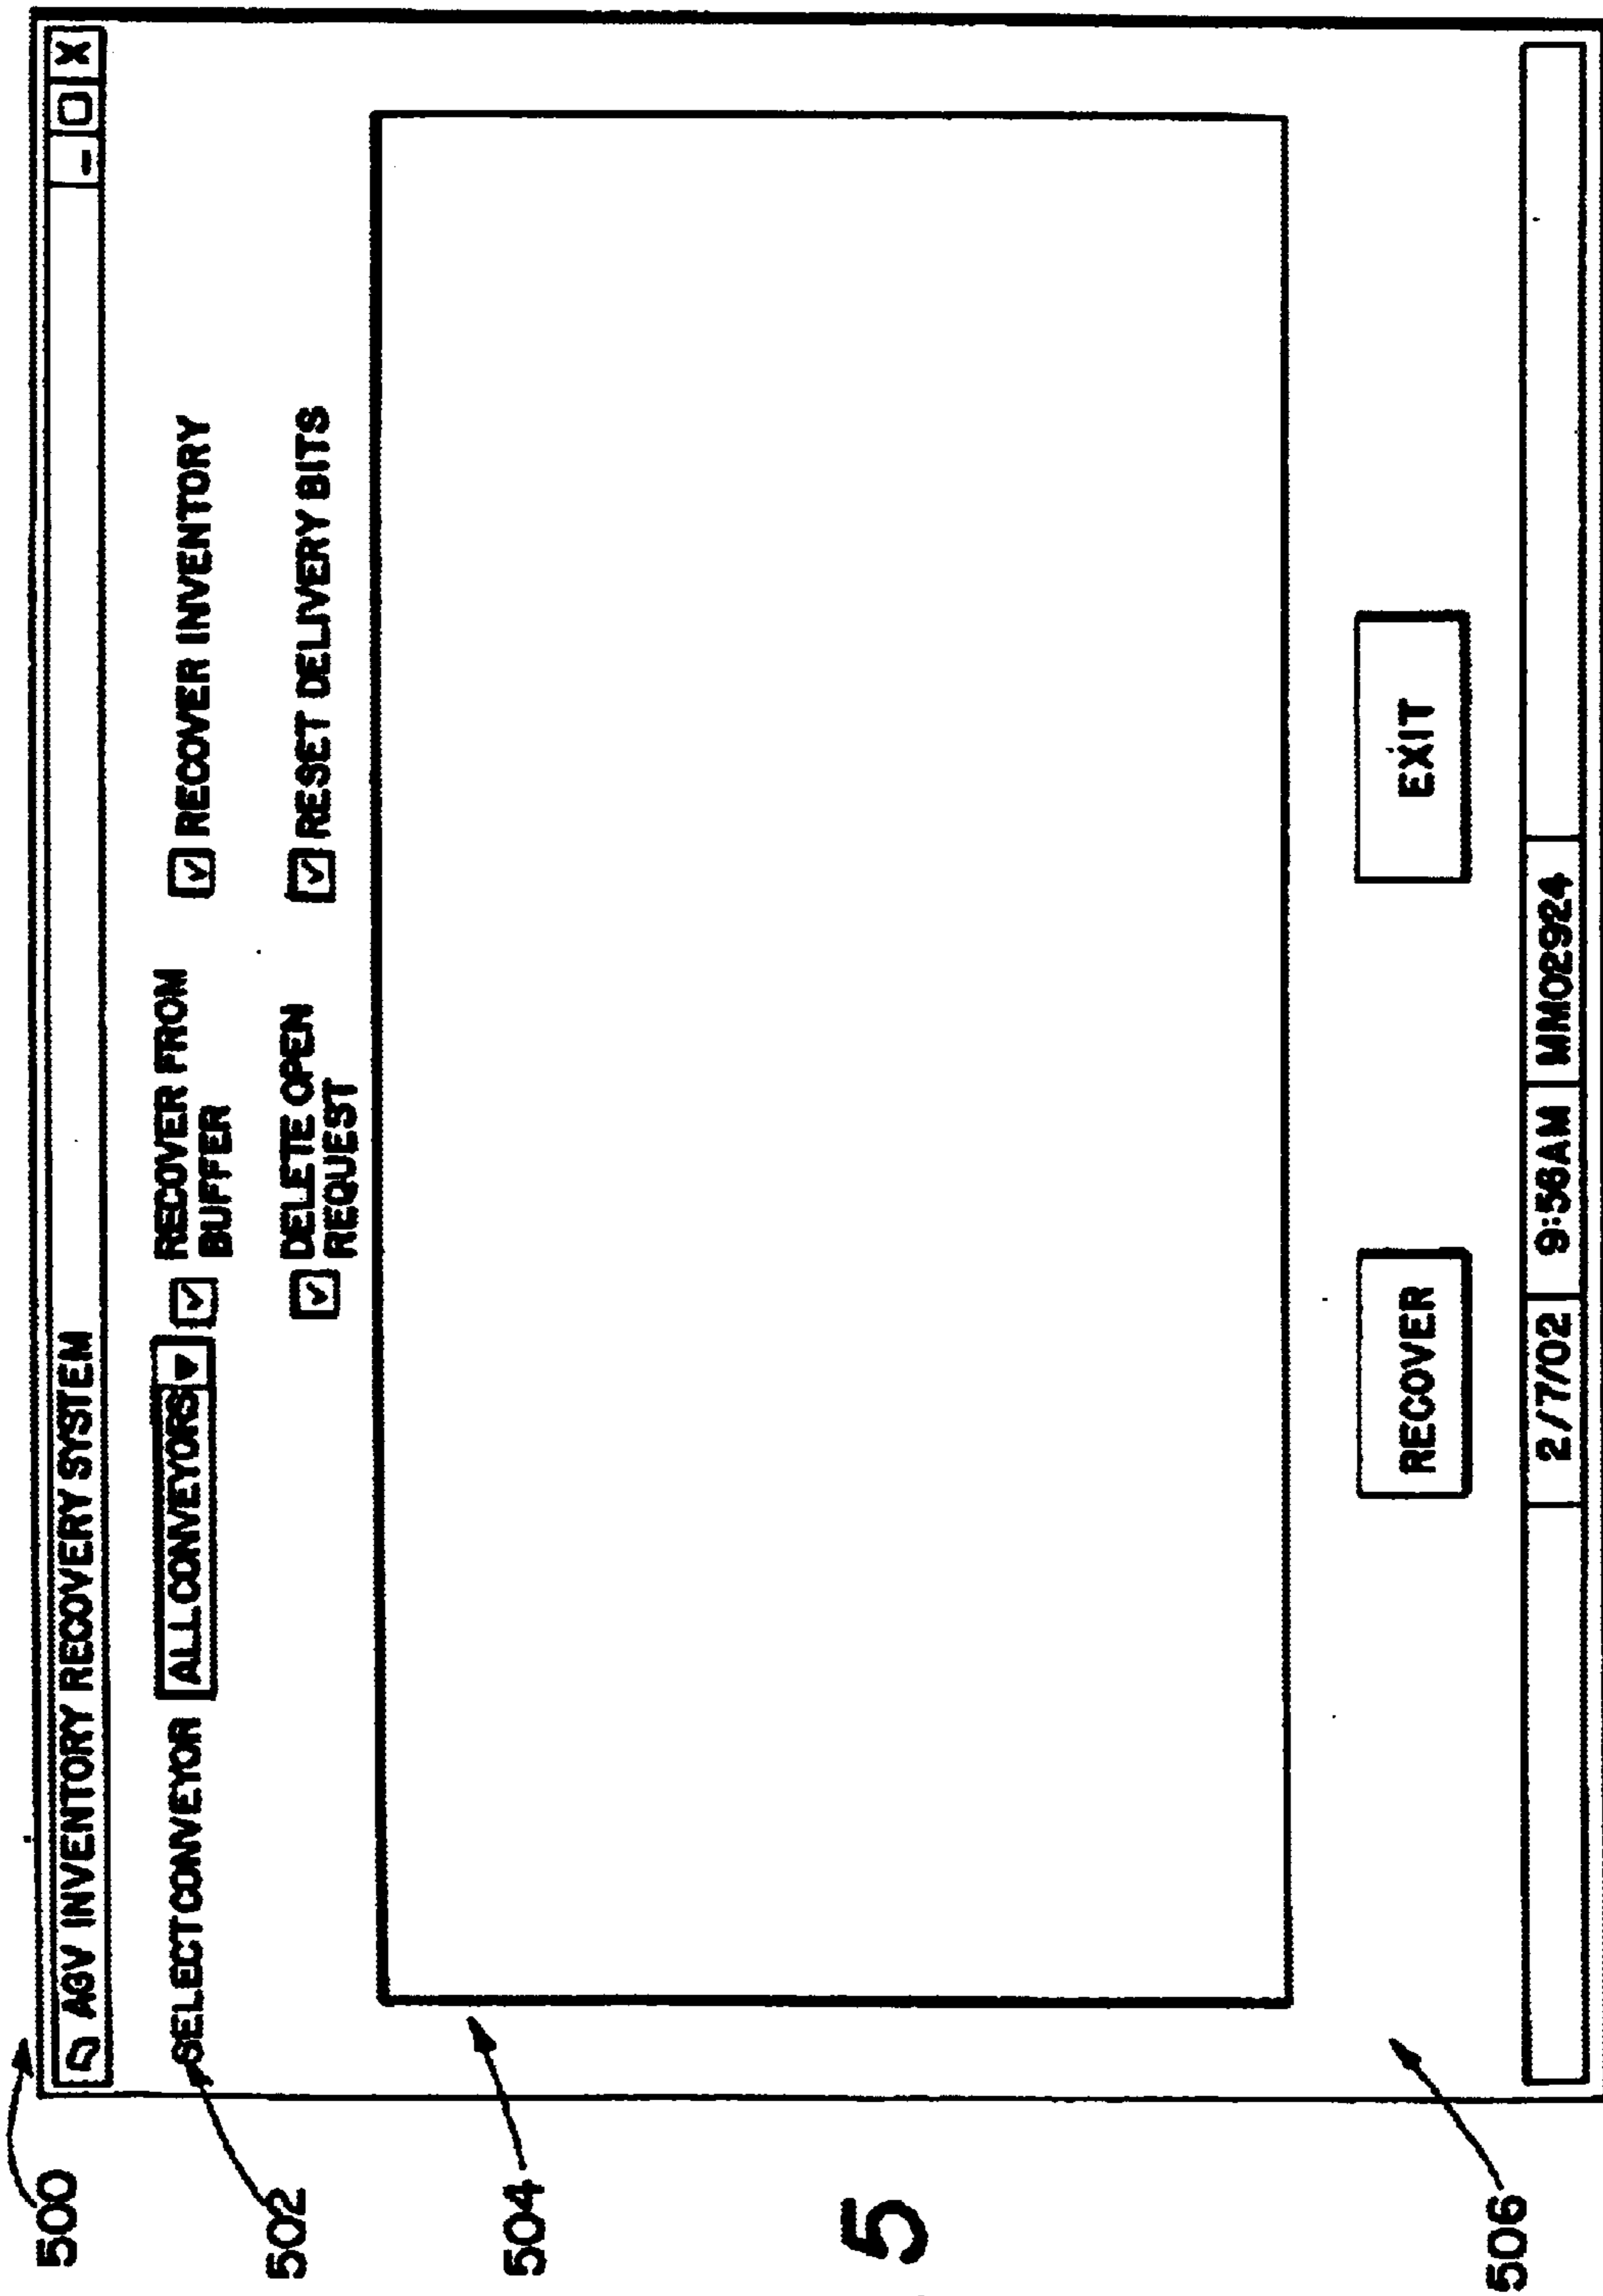 500
AGV INVENTORY RECOVERY SYSTEM
502
SELECT CONVEYOR ALL CONVEYORS RECOVER FROM BUFFER RECOVER INVENTORY
DELETE OPEN REQUEST RESET DELIVERY BITS
504
5
506
RECOVER EXIT
2/7/02 9:56AM MM02924